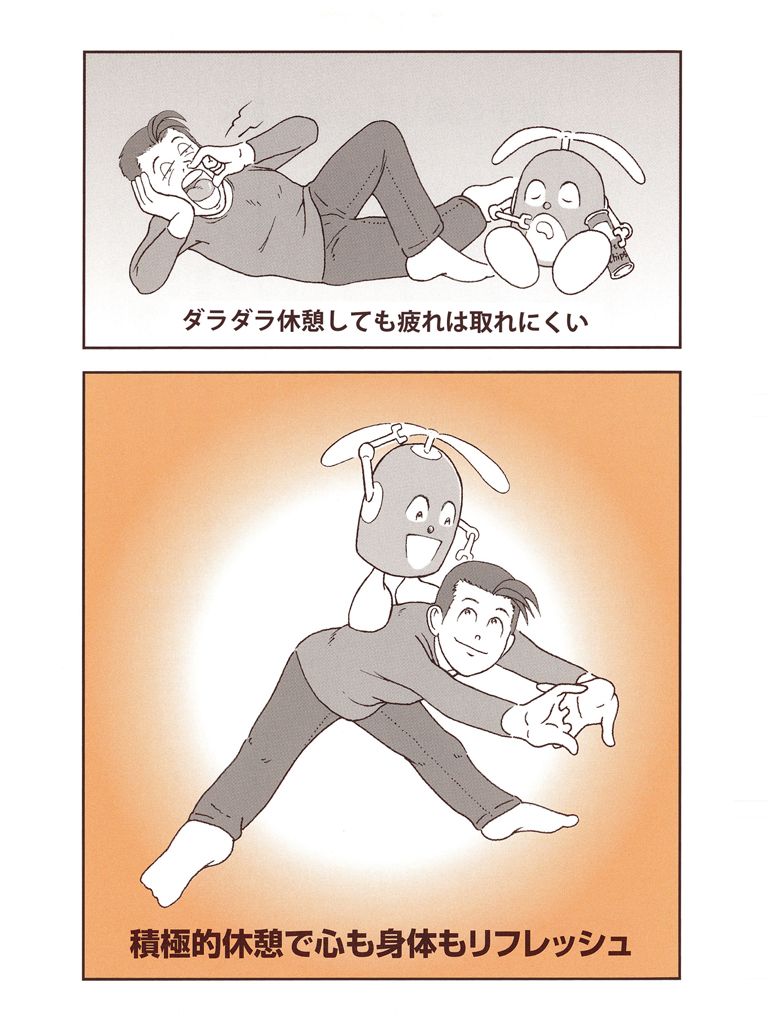 chips
ダラダラ休憩しても疲れは取れにくい
積極的休憩で心も身体もリフレッシュ